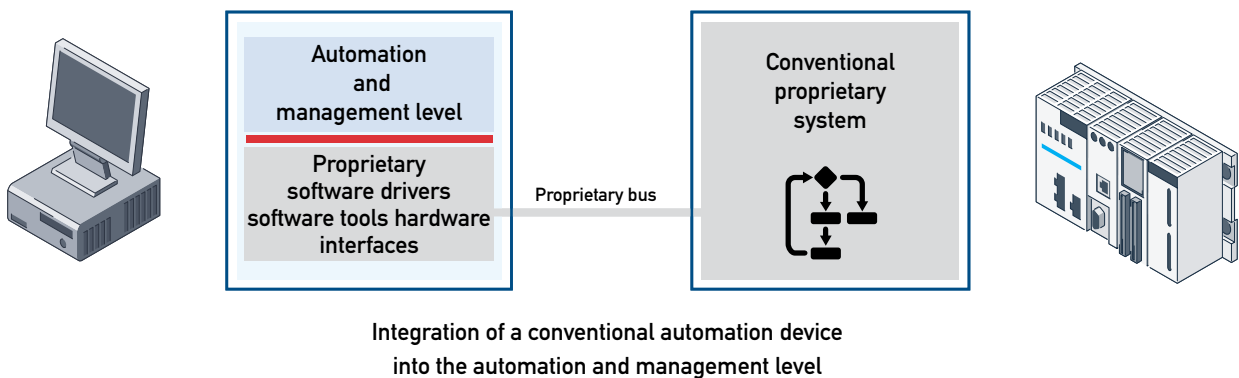 Automation
and
management level
Proprietary
software drivers
software tools hardware
interfaces
Proprietary bus
Conventional
proprietary
system
Integration of a conventional automation device
into the automation and management level